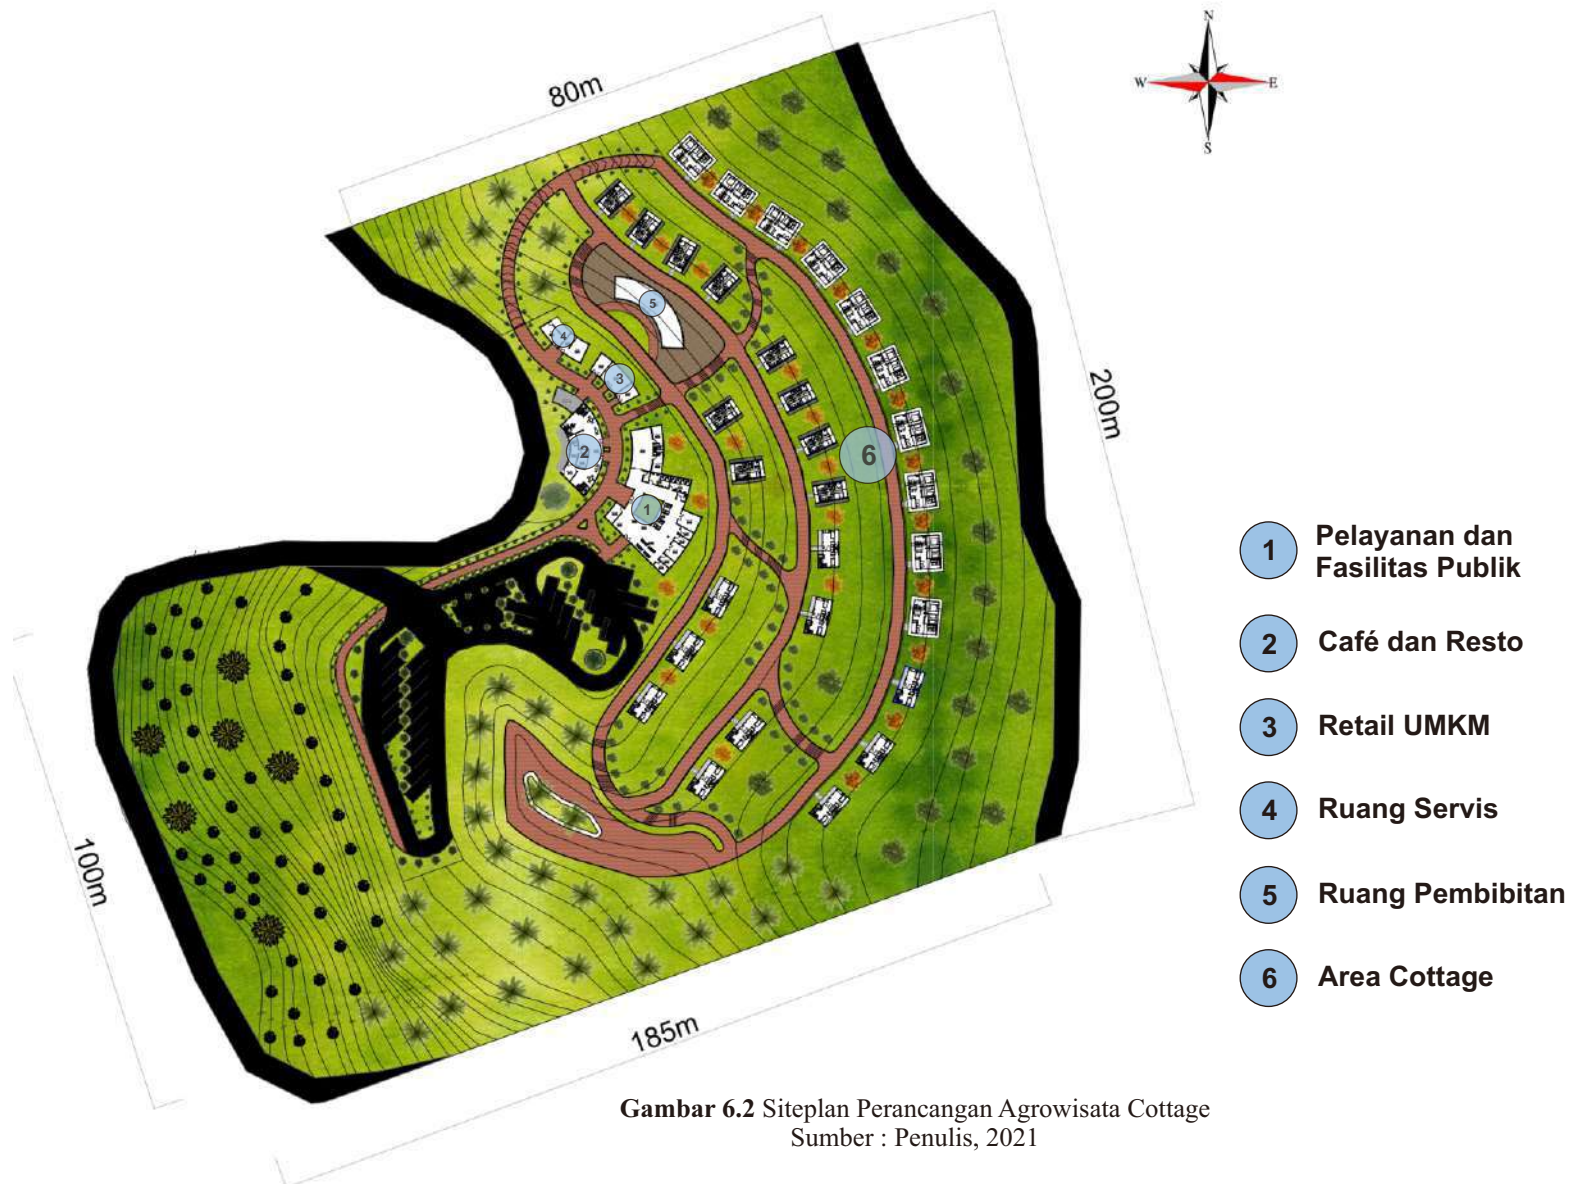 N
W E
S
80m
200m
100m
185m
5
4
3
2
6
1
1 Pelayanan dan
Fasilitas Publik
2 Café dan Resto
3 Retail UMKM
4 Ruang Servis
5 Ruang Pembibitan
6 Area Cottage
Gambar 6.2 Siteplan Perancangan Agrowisata Cottage
Sumber : Penulis, 2021